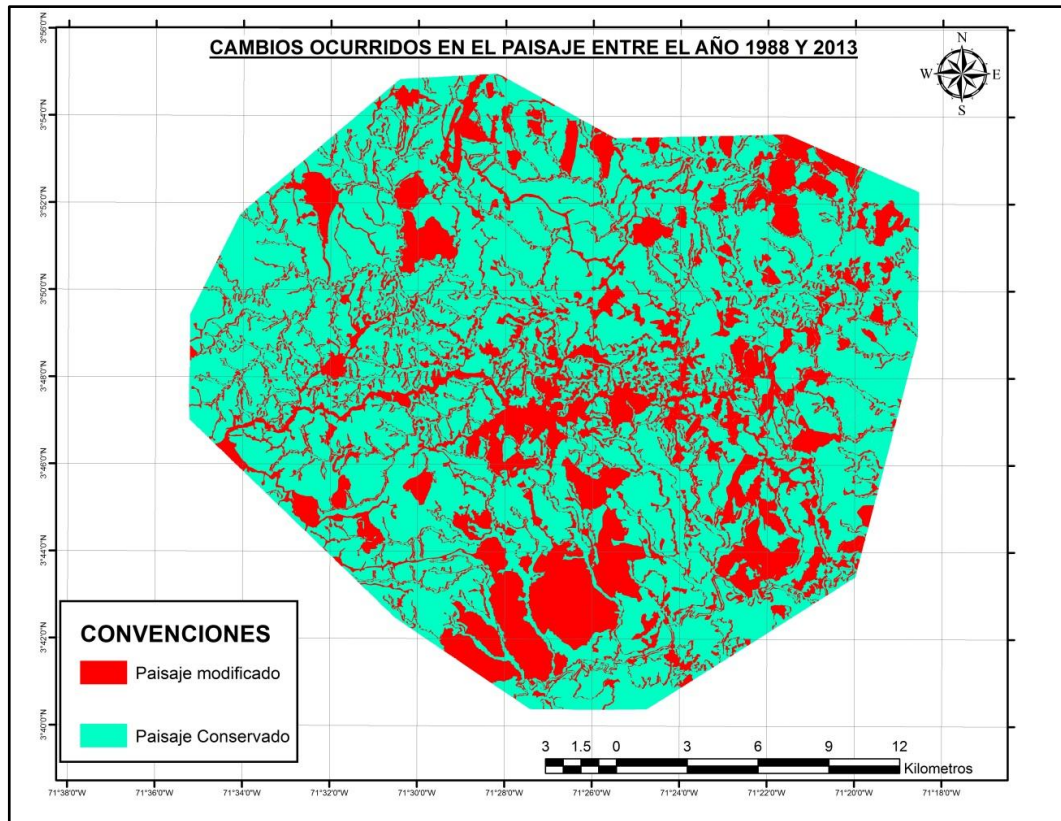 CAMBIOS OCURRIDOS EN EL PAISAJE ENTRE EL AÑO 1988 Y 2013
N
W E
S
3°56'0"N
3°54'0"N
3°52'0"N
3°50'0"N
3°48'0"N
3°46'0"N
3°44'0"N
3°42'0"N
3°40'0"N
CONVENCIONES
Paisaje modificado
Paisaje Conservado
3 1.5 0 3 6 9 12
Kilometros
71°38'0"W 71°36'0"W 71°34'0"W 71°32'0"W 71°30'0"W 71°28'0"W 71°26'0"W 71°24'0"W 71°22'0"W 71°20'0"W 71°18'0"W